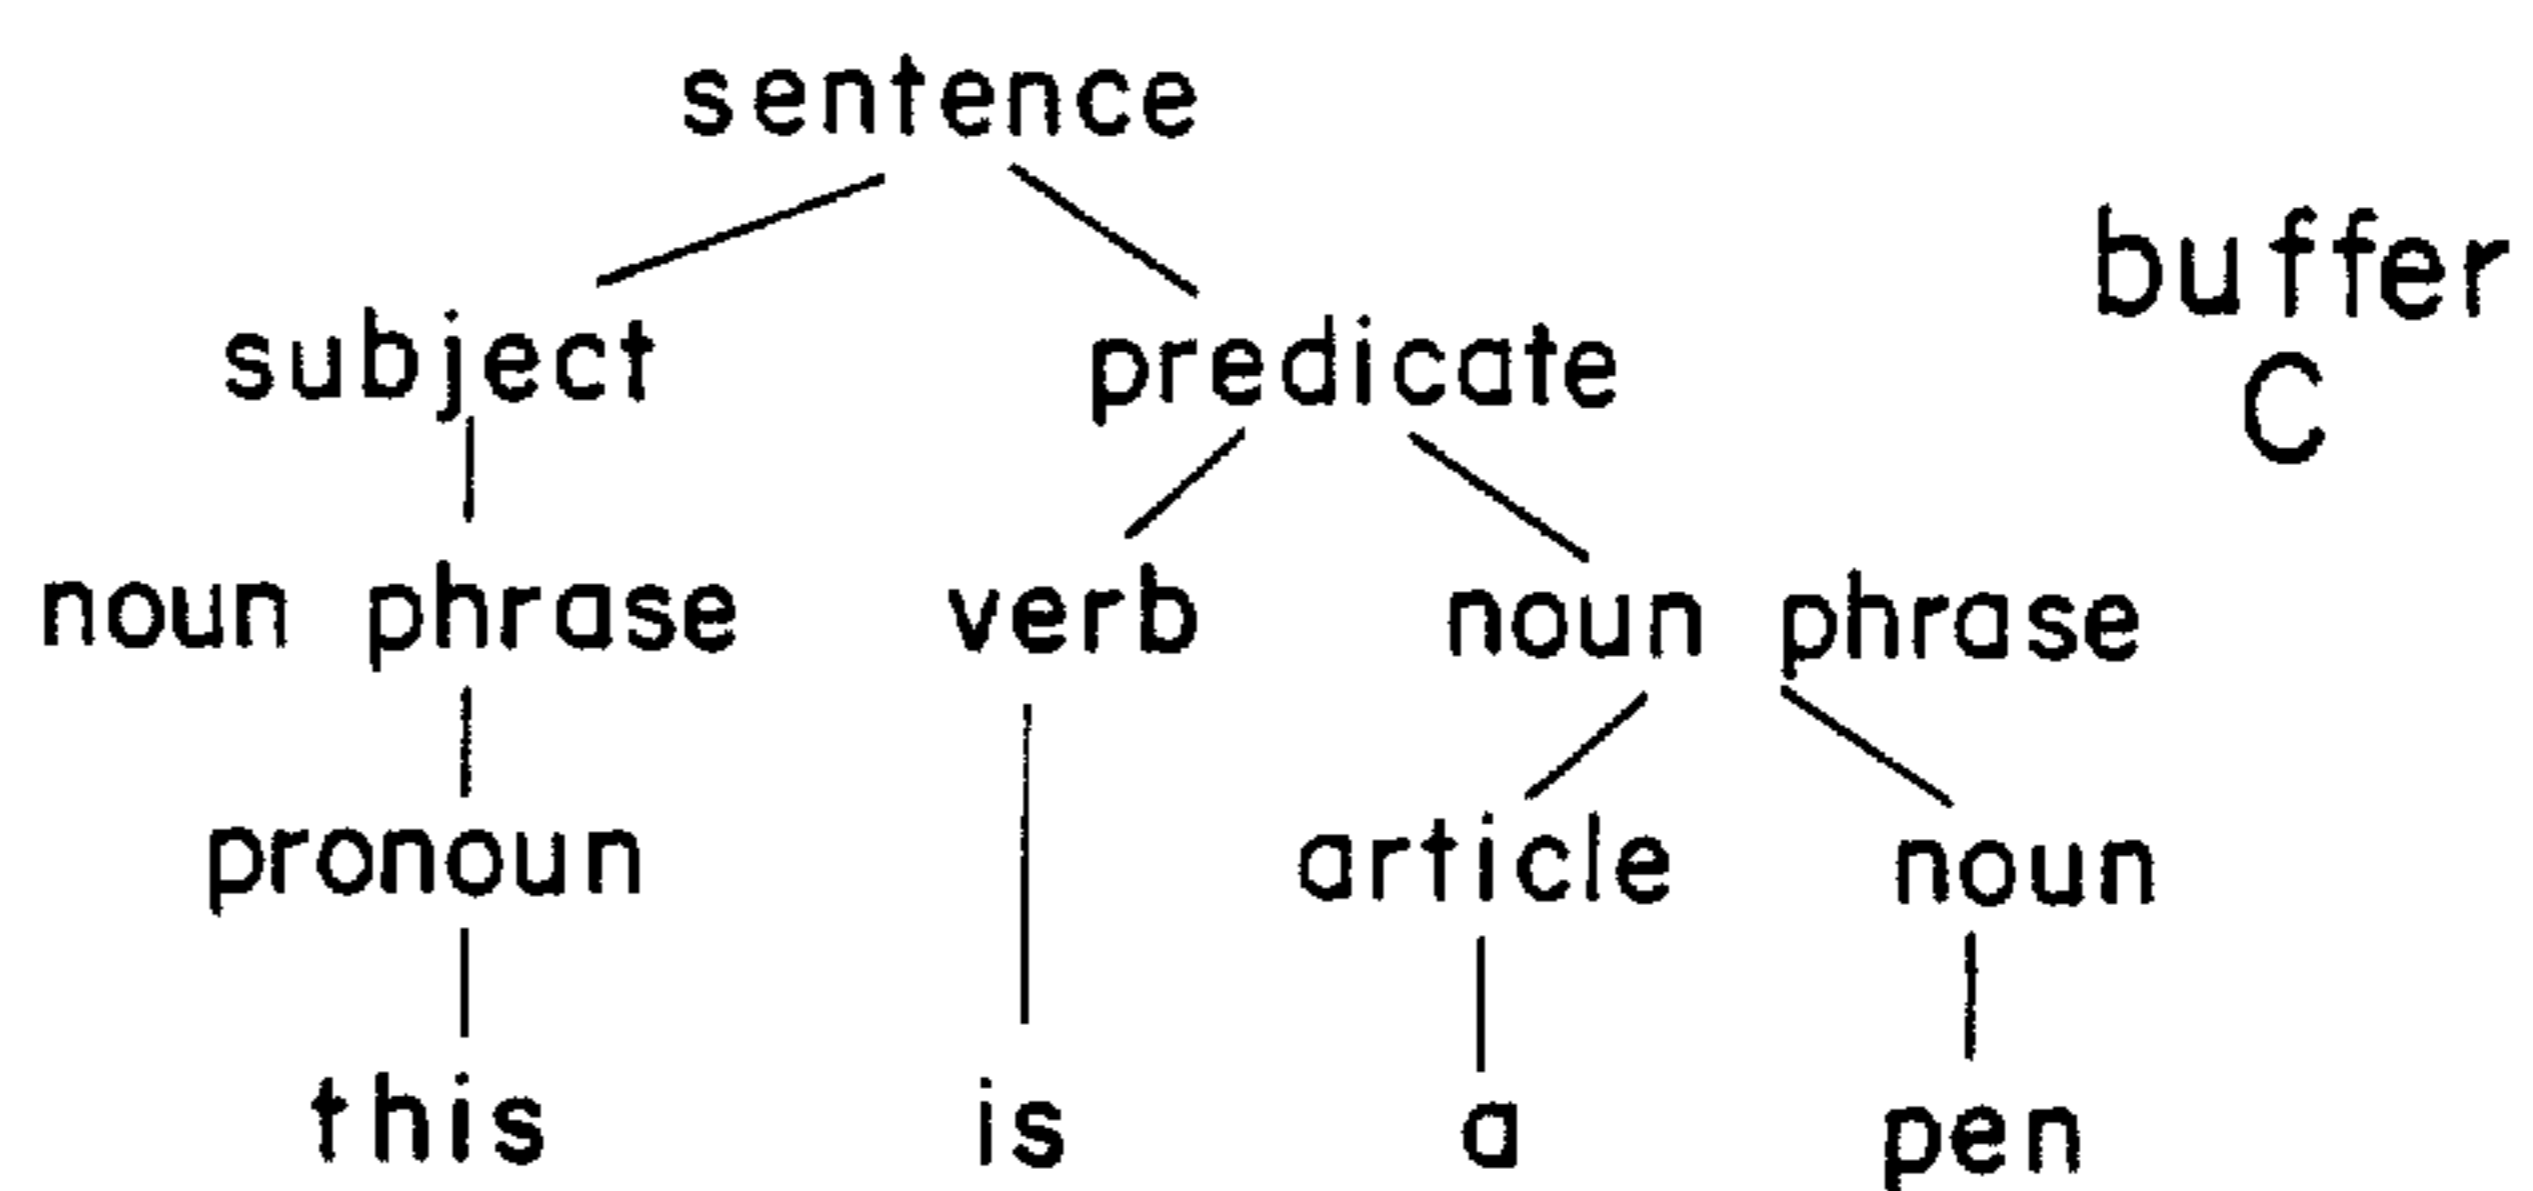 sentence
buffer
C
subject predicate
noun phrase verb noun phrase
pronoun article noun
this is a pen